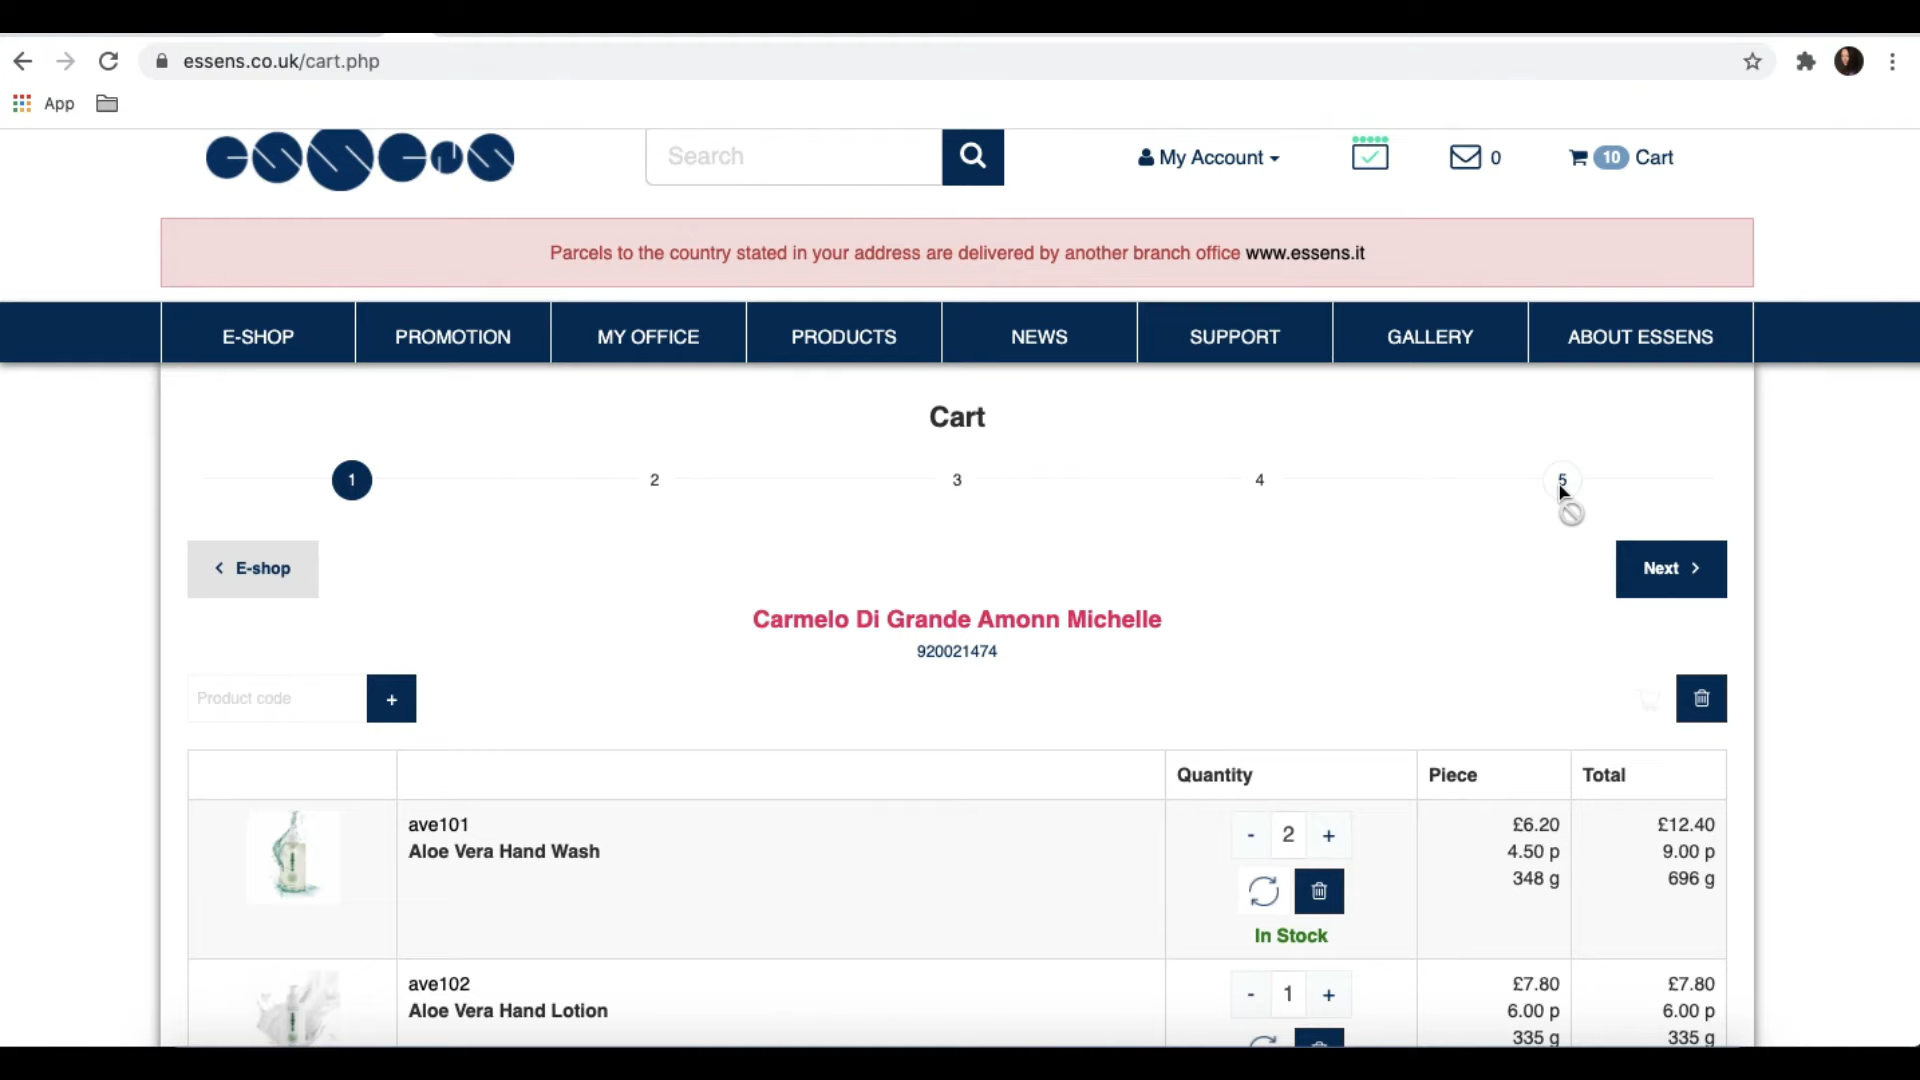 essens.co.uk/cart.php
App
essens
Search
My Account
0
10 Cart
Parcels to the country stated in your address are delivered by another branch office www.essens.it
E-SHOP PROMOTION MY OFFICE PRODUCTS NEWS SUPPORT GALLERY ABOUT ESSENS
Cart
1 2 3 4 5
E-shop
Next
Carmelo Di Grande Amonn Michelle
920021474
Product code +
Quantity Piece Total
ave101
Aloe Vera Hand Wash
- 2 +
In Stock
£6.20
4.50 p
348 g
£12.40
9.00 p
696 g
ave102
Aloe Vera Hand Lotion
- 1 +
£7.80
6.00 p
335 g
£7.80
6.00 p
335 g